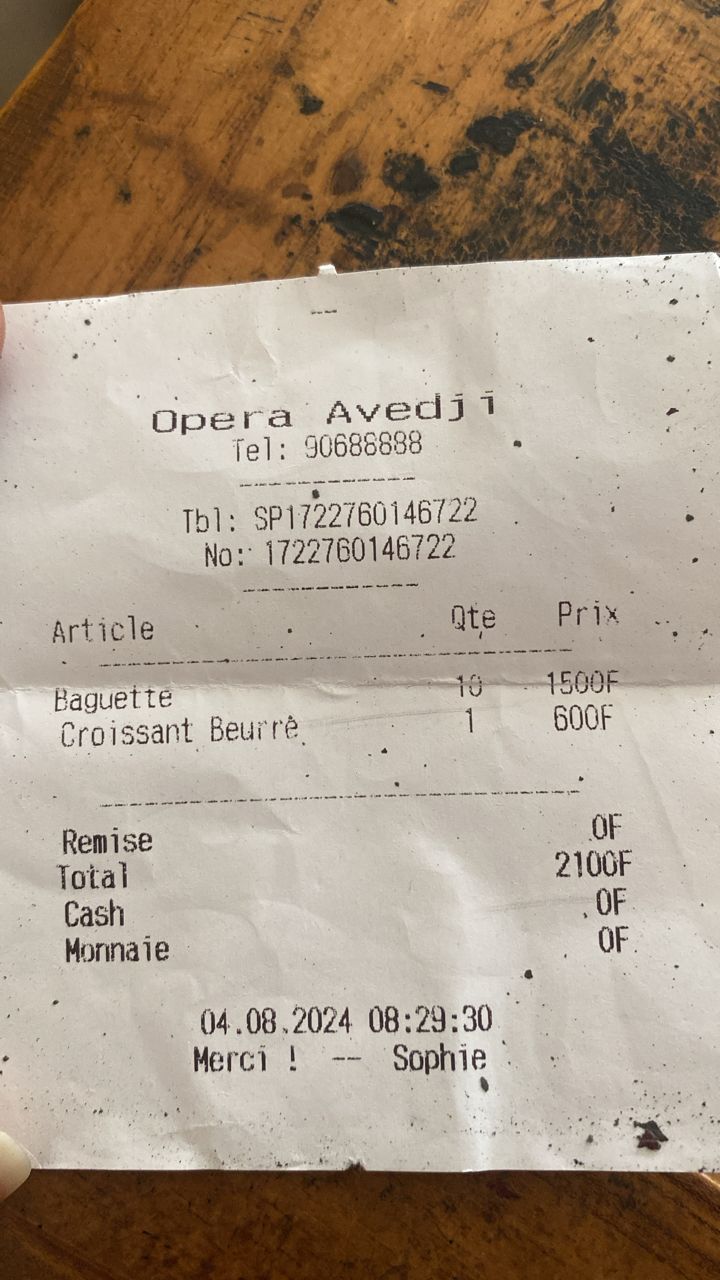 Opera Avedji
Tel: 90688888
Tbl: SP1722760146722
No: 1722760146722
Article Qte Prix
Baguette 10 1500F
Croissant Beurre 1 600F
Remise 0F
Total 2100F
Cash 0F
Monnaie 0F
04.08.2024 08:29:30
Merci ! -- Sophie